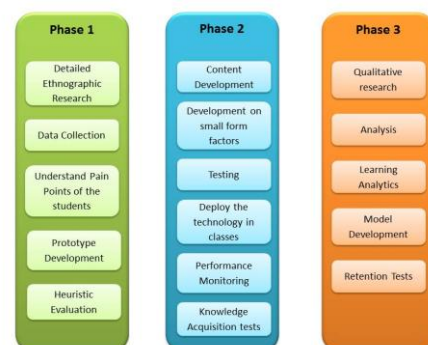 Phase 1
Detailed
Ethnographic
Research
Data Collection
Understand Pain
Points of the
students
Prototype
Development
Heuristic
Evaluation
Phase 2
Content
Development
Development on
small form
factors
Testing
Deploy the
technology in
classes
Performance
Monitoring
Knowledge
Acquisition tests
Phase 3
Qualitative
research
Analysis
Learning
Analytics
Model
Development
Retention Tests